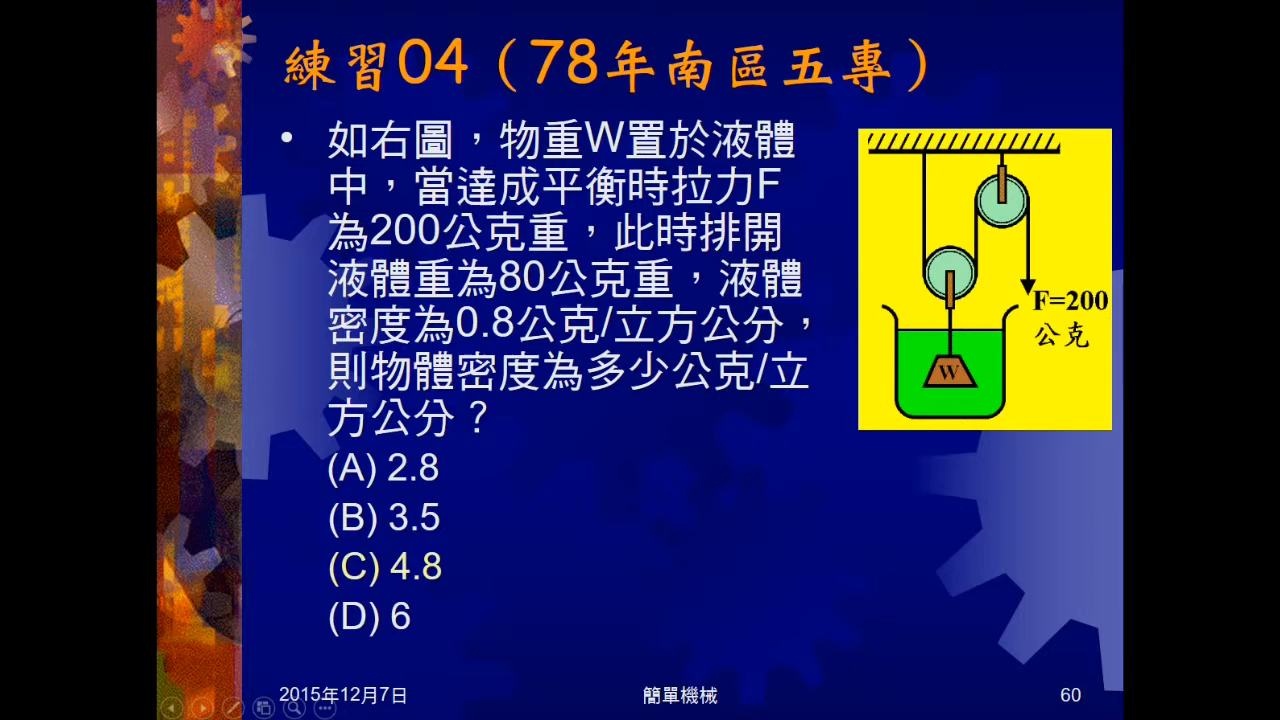 練習04（78年南區五專）
• 如右圖，物重W置於液體
中，當達成平衡時拉力F
為200公克重，此時排開
液體重為80公克重，液體
密度為0.8公克/立方公分，
則物體密度為多少公克/立
方公分？
(A) 2.8
(B) 3.5
(C) 4.8
(D) 6
F=200
公克
W
2015年12月7日
簡單機械
60